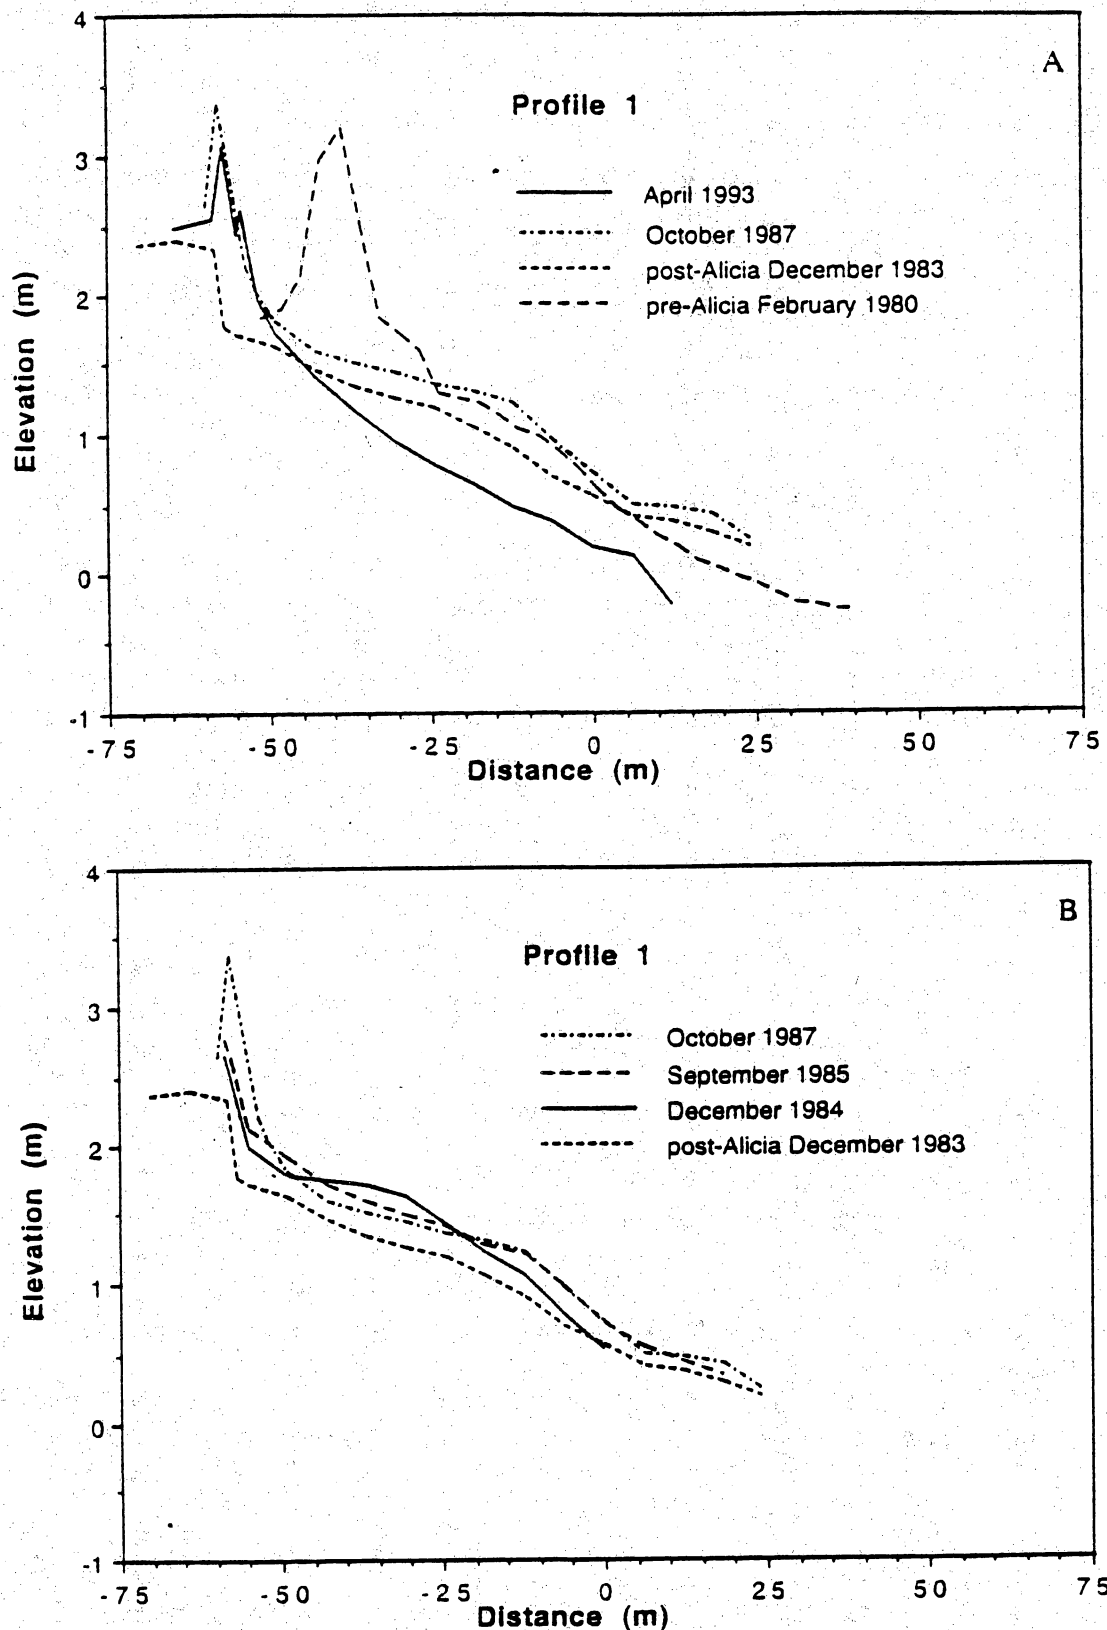 A
Profile 1
April 1993
October 1987
post-Alicia December 1983
pre-Alicia February 1980
Elevation (m)
4
3
2
1
0
-1
-75 -50 -25 0 25 50 75
Distance (m)
B
Profile 1
October 1987
September 1985
December 1984
post-Alicia December 1983
Elevation (m)
4
3
2
1
0
-1
-75 -50 -25 0 25 50 75
Distance (m)